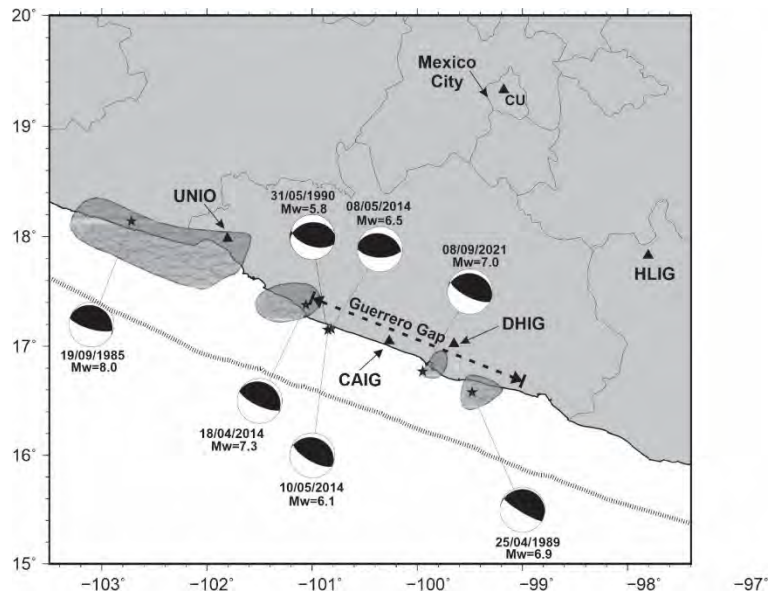 20°
19°
18°
17°
16°
15°
Mexico
City
CU
UNIO
31/05/1990
Mw=5.8
08/05/2014
Mw=6.5
08/09/2021
Mw=7.0
HLIG
Guerrero Gap
DHIG
CAIG
19/09/1985
Mw=8.0
18/04/2014
Mw=7.3
10/05/2014
Mw=6.1
25/04/1989
Mw=6.9
−103° −102° −101° −100° −99° −98° −97°